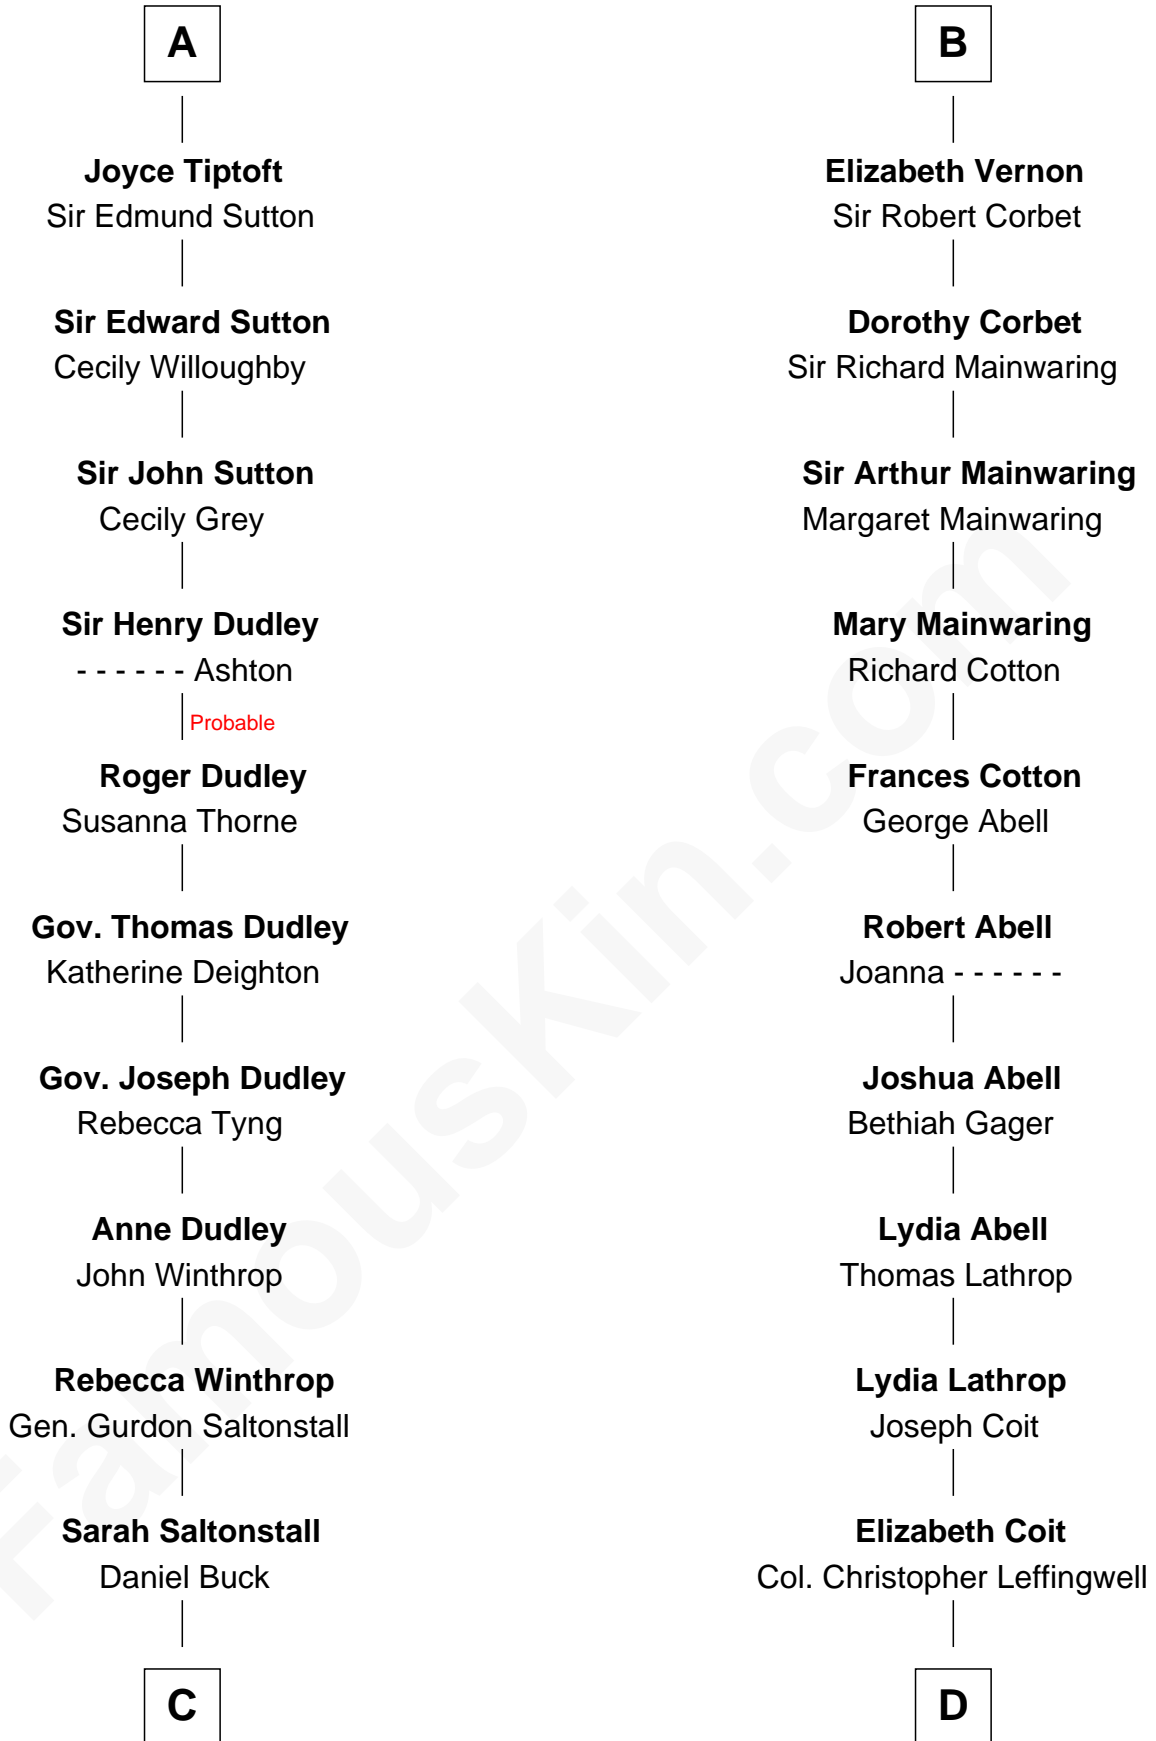 A
Joyce Tiptoft
Sir Edmund Sutton
Sir Edward Sutton
Cecily Willoughby
Sir John Sutton
Cecily Grey
Sir Henry Dudley
- - - - - - Ashton
Probable
Roger Dudley
Susanna Thorne
Gov. Thomas Dudley
Katherine Deighton
Gov. Joseph Dudley
Rebecca Tyng
Anne Dudley
John Winthrop
Rebecca Winthrop
Gen. Gurdon Saltonstall
Sarah Saltonstall
Daniel Buck
C
B
Elizabeth Vernon
Sir Robert Corbet
Dorothy Corbet
Sir Richard Mainwaring
Sir Arthur Mainwaring
Margaret Mainwaring
Mary Mainwaring
Richard Cotton
Frances Cotton
George Abell
Robert Abell
Joanna - - - - - -
Joshua Abell
Bethiah Gager
Lydia Abell
Thomas Lathrop
Lydia Lathrop
Joseph Coit
Elizabeth Coit
Col. Christopher Leffingwell
D
FamousKin.com